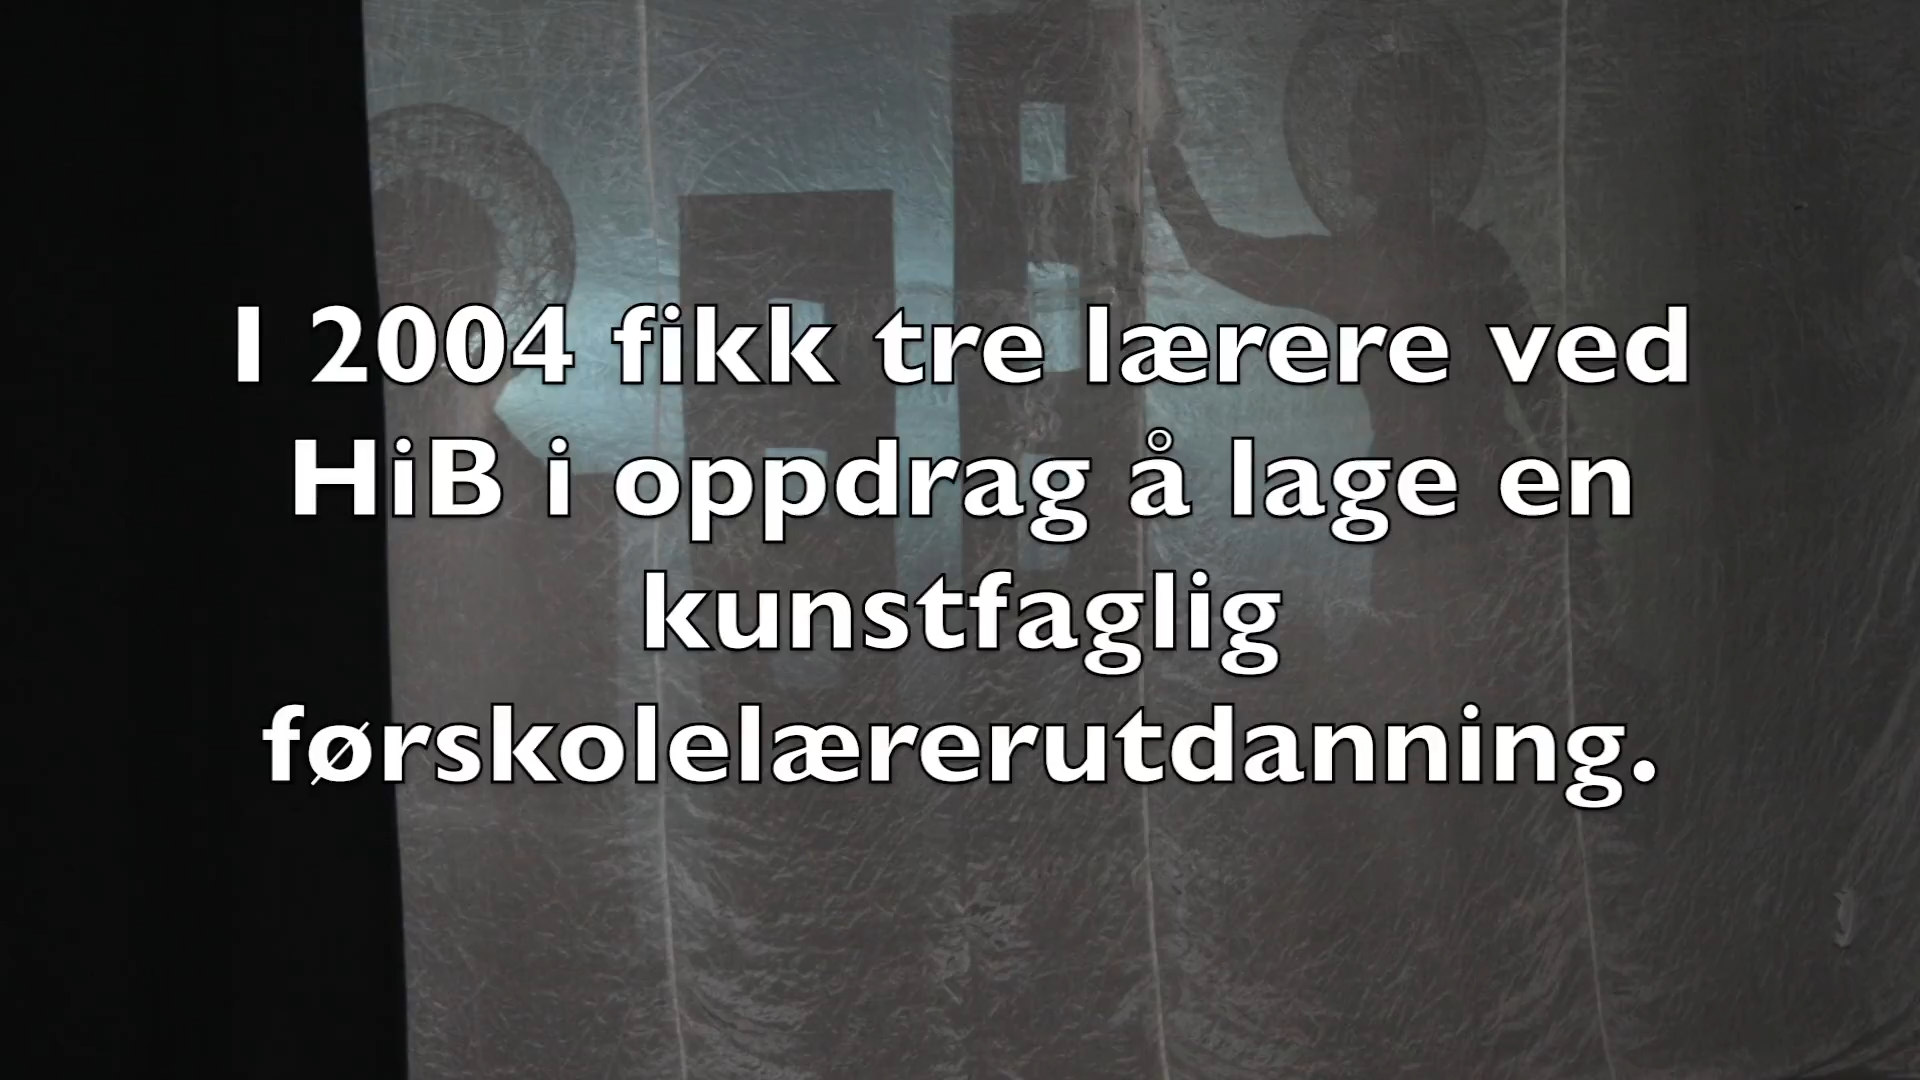 I 2004 fikk tre lærere ved
HiB i oppdrag å lage en
kunstfaglig
førskolelærerutdanning.